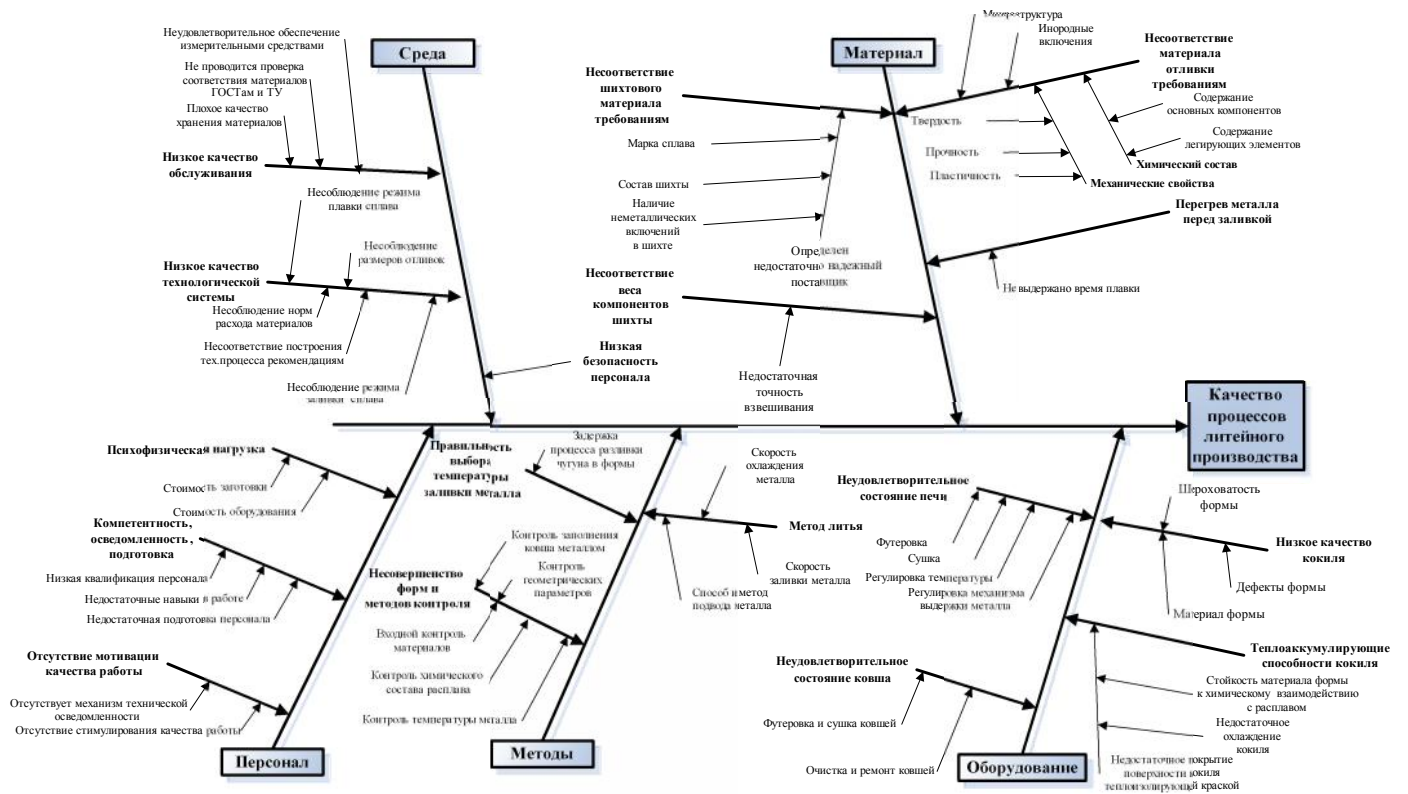 Среда
Неудовлетворительное обеспечение
измерительными средствами
Не проводится проверка
соответствия материалов
ГОСТам и ТУ
Плохое качество
хранения материалов
Низкое качество
обслуживания
Несоблюдение режима
плавки сплава
Несоблюдение
размеров отливок
Низкое качество
технологической
системы
Несоблюдение норм
расхода материалов
Несоответствие построения
тех.процесса рекомендациям
Несоблюдение режима
заливки сплава
Низкая
безопасность
персонала
Материал
Несоответствие
шихтового
материала
требованиям
Марка сплава
Состав шихты
Наличие
неметаллических
включений
в шихте
Определен
недостаточно надежный
поставщик
Несоответствие
веса
компонентов
шихты
Недостаточная
точность
взвешивания
Микроструктура
Инородные
включения
Несоответствие
материала
отливки
требованиям
Содержание
основных компонентов
Содержание
легирующих элементов
Химический состав
Твердость
Прочность
Пластичность
Механические свойства
Перегрев металла
перед заливкой
Не выдержано время плавки
Качество
процессов
литейного
производства
Психофизическая нагрузка
Стоимость заготовки
Стоимость оборудования
Компетентность,
осведомленность,
подготовка
Низкая квалификация персонала
Недостаточные навыки в работе
Недостаточная подготовка персонала
Отсутствие мотивации
качества работы
Отсутствует механизм технической
осведомленности
Отсутствие стимулирования качества работы
Персонал
Правильность
выбора
температуры
заливки металла
Задержка
процесса разливки
чугуна в формы
Скорость
охлаждения
металла
Метод литья
Скорость
заливки металла
Способ и метод
подвода металла
Контроль заполнения
ковша металлом
Контроль
геометрических
параметров
Несовершенство
форм и
методов контроля
Входной контроль
материалов
Контроль химического
состава расплава
Контроль температуры металла
Методы
Неудовлетворительное
состояние печи
Футеровка
Сушка
Регулировка температуры
Регулировка механизма
выдержки металла
Шероховатость
формы
Низкое качество
кокиля
Дефекты формы
Материал формы
Теплоаккумулирующие
способности кокиля
Стойкость материала формы
к химическому взаимодействию
с расплавом
Недостаточное
охлаждение
кокиля
Недостаточное покрытие
поверхности кокиля
теплоизолирующей краской
Неудовлетворительное
состояние ковша
Футеровка и сушка ковшей
Очистка и ремонт ковшей
Оборудование